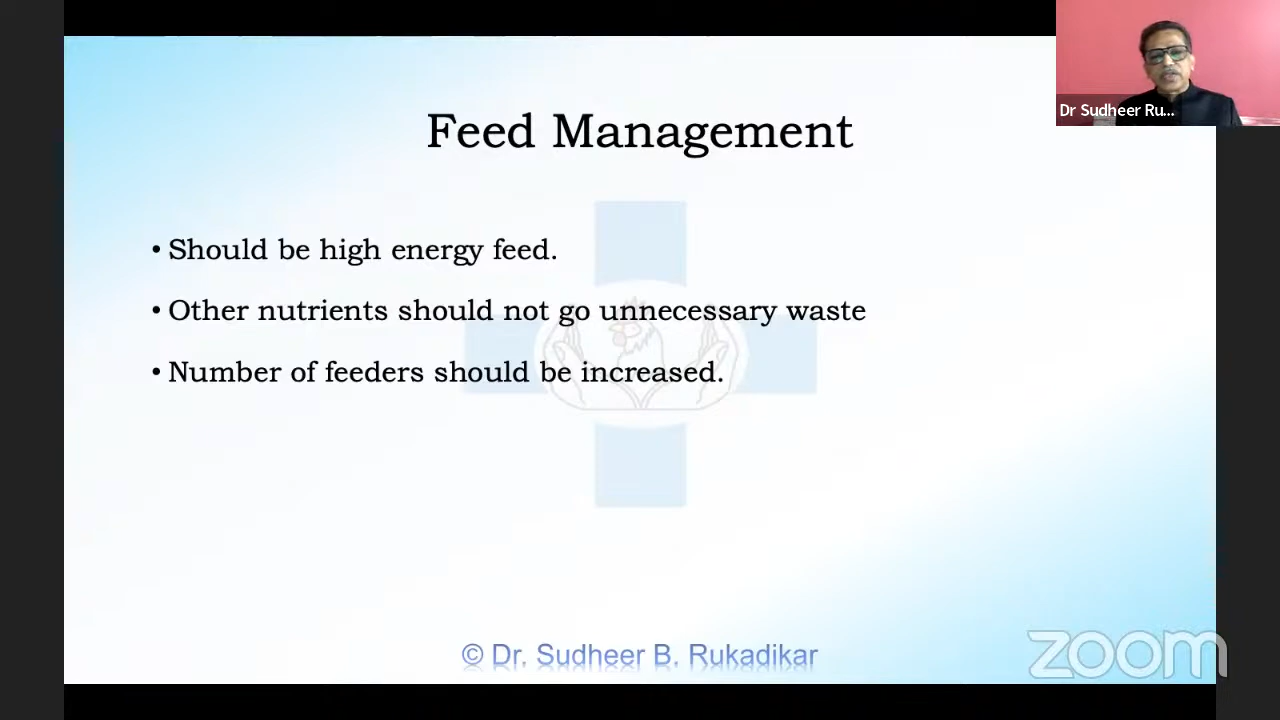 Dr Sudheer Ru...
Feed Management
• Should be high energy feed.
• Other nutrients should not go unnecessary waste
• Number of feeders should be increased.
© Dr. Sudheer B. Rukadikar
zoom